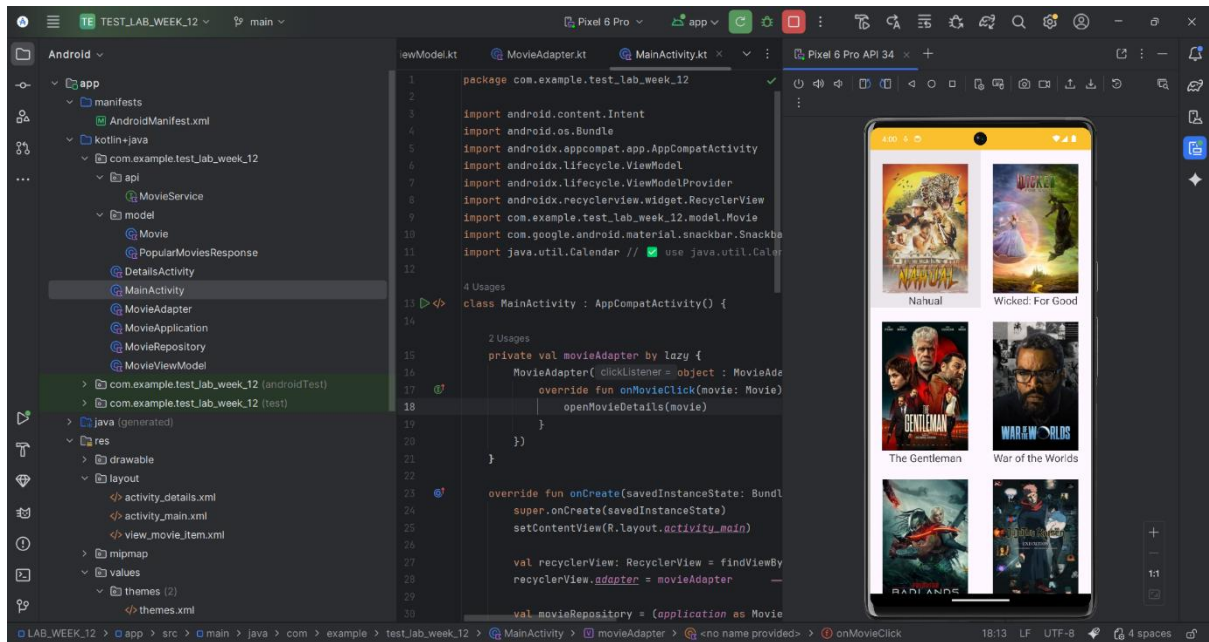 TE TEST_LAB_WEEK_12
main
Pixel 6 Pro
app
Android
app
manifests
AndroidManifest.xml
kotlin+java
com.example.test_lab_week_12
api
MovieService
model
Movie
PopularMoviesResponse
DetailsActivity
MainActivity
MovieAdapter
MovieApplication
MovieRepository
MovieViewModel
com.example.test_lab_week_12 (androidTest)
com.example.test_lab_week_12 (test)
java (generated)
res
drawable
layout
activity_details.xml
activity_main.xml
view_movie_item.xml
mipmap
values
themes (2)
themes.xml
iewModel.kt
MovieAdapter.kt
MainActivity.kt
1 package com.example.test_lab_week_12
2
3 import android.content.Intent
4 import android.os.Bundle
5 import androidx.appcompat.app.AppCompatActivity
6 import androidx.lifecycle.ViewModel
7 import androidx.lifecycle.ViewModelProvider
8 import androidx.recyclerview.widget.RecyclerView
9 import com.example.test_lab_week_12.model.Movie
10 import com.google.android.material.snackbar.Snackba
11 import java.util.Calendar // ✅ use java.util.Caler
12
4 Usages
13 class MainActivity : AppCompatActivity() {
14
2 Usages
15 private val movieAdapter by lazy {
16 MovieAdapter( clickListener = object : MovieAda
17 override fun onMovieClick(movie: Movie)
18 openMovieDetails(movie)
19 }
20 })
21 }
22
23 override fun onCreate(savedInstanceState: Bundl
24 super.onCreate(savedInstanceState)
25 setContentView(R.layout.activity_main)
26
27 val recyclerView: RecyclerView = findViewBy
28 recyclerView.adapter = movieAdapter
29
30 val movieRepository = (application as Movie
Pixel 6 Pro API 34
4:00
NAHUAL
WICKED
Nahual
Wicked: For Good
THE
GENTLEMAN
WAR OF THE WORLDS
The Gentleman
War of the Worlds
BADLANDS
1:1
LAB_WEEK_12 > app > src > main > java > com > example > test_lab_week_12 > MainActivity > movieAdapter > <no name provided> > onMovieClick
18:13 LF UTF-8 4 spaces